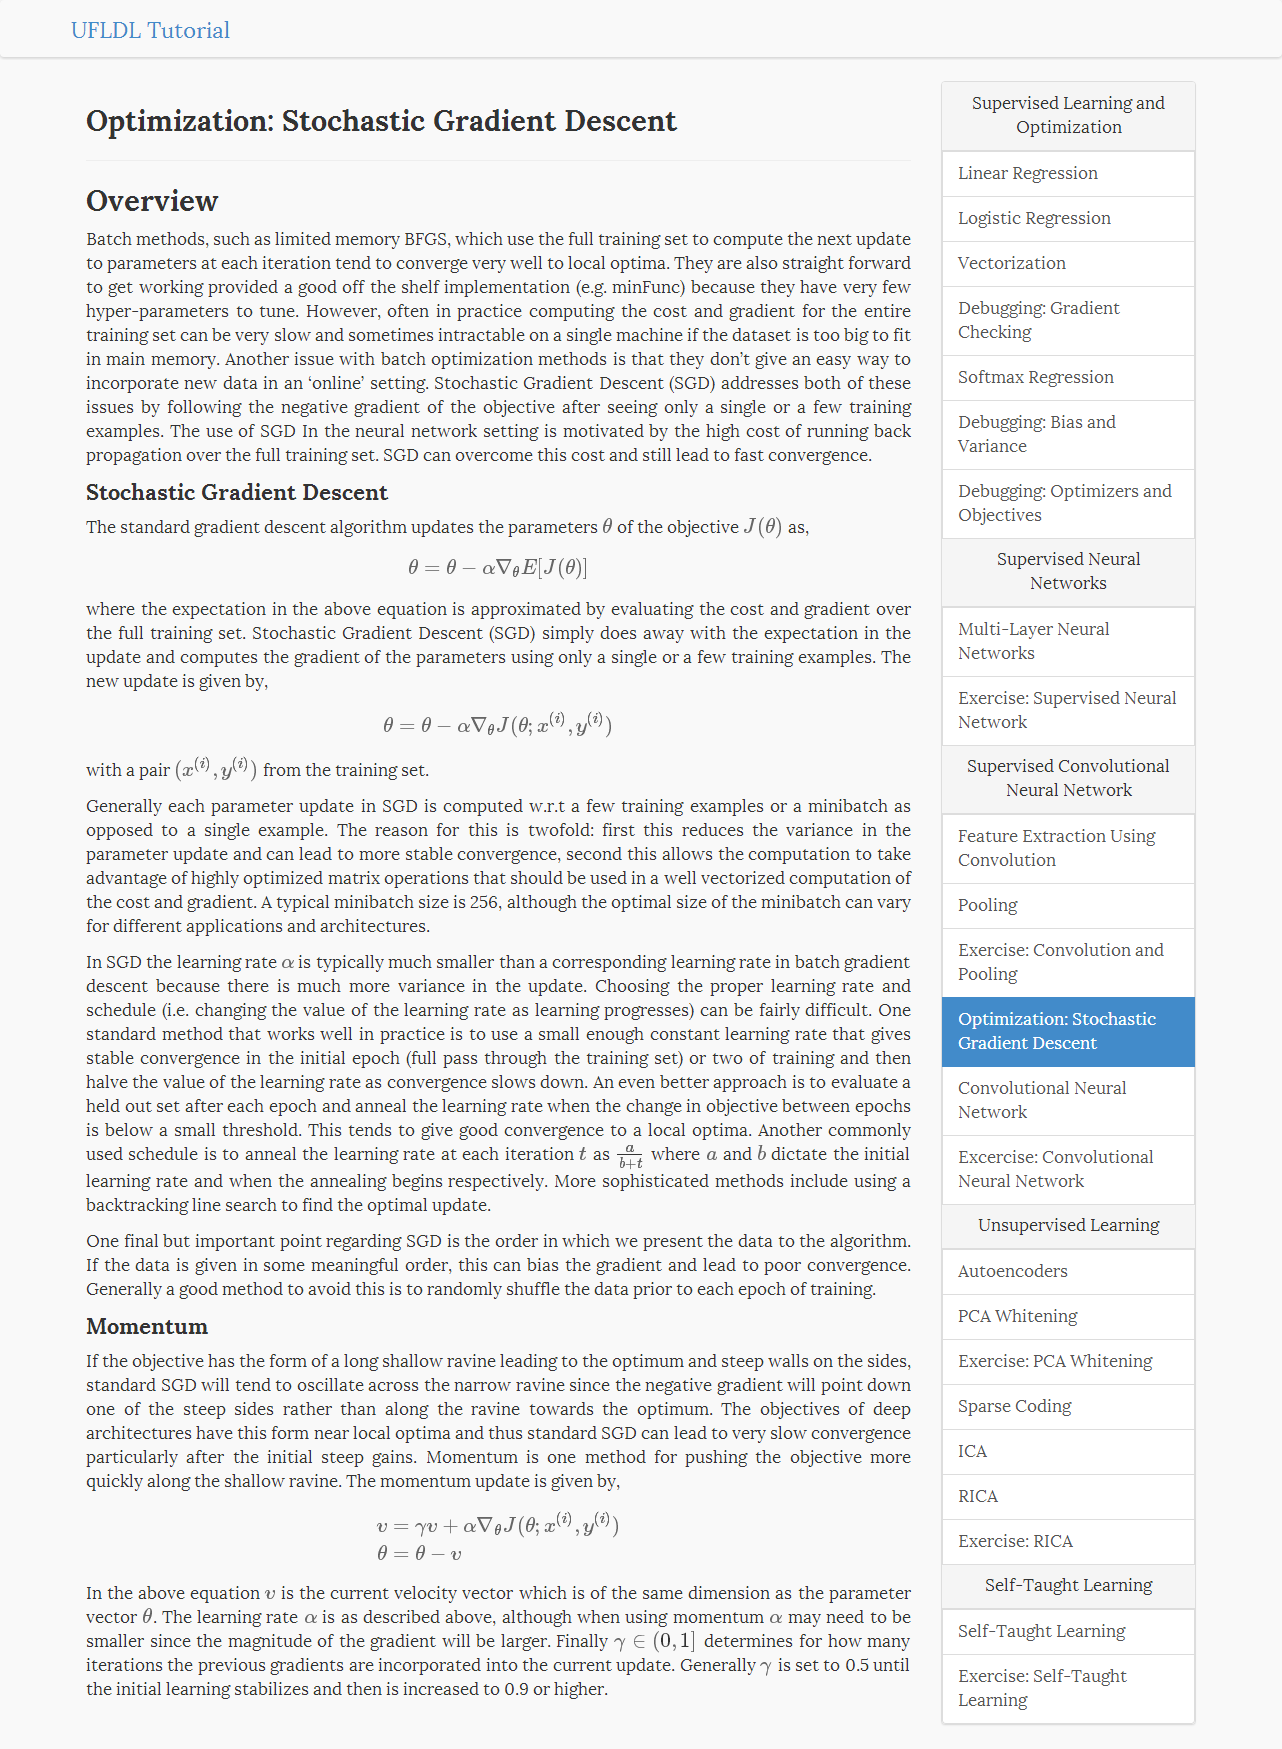 UFLDL Tutorial
Optimization: Stochastic Gradient Descent
Overview
Batch methods, such as limited memory BFGS, which use the full training set to compute the next update
to parameters at each iteration tend to converge very well to local optima. They are also straight forward
to get working provided a good off the shelf implementation (e.g. minFunc) because they have very few
hyper-parameters to tune. However, often in practice computing the cost and gradient for the entire
training set can be very slow and sometimes intractable on a single machine if the dataset is too big to fit
in main memory. Another issue with batch optimization methods is that they don’t give an easy way to
incorporate new data in an ‘online’ setting. Stochastic Gradient Descent (SGD) addresses both of these
issues by following the negative gradient of the objective after seeing only a single or a few training
examples. The use of SGD In the neural network setting is motivated by the high cost of running back
propagation over the full training set. SGD can overcome this cost and still lead to fast convergence.
Stochastic Gradient Descent
The standard gradient descent algorithm updates the parameters θ of the objective J(θ) as,
θ = θ − α∇_θ E[J(θ)]
where the expectation in the above equation is approximated by evaluating the cost and gradient over
the full training set. Stochastic Gradient Descent (SGD) simply does away with the expectation in the
update and computes the gradient of the parameters using only a single or a few training examples. The
new update is given by,
θ = θ − α∇_θ J(θ; x^(i), y^(i))
with a pair (x^(i), y^(i)) from the training set.
Generally each parameter update in SGD is computed w.r.t a few training examples or a minibatch as
opposed to a single example. The reason for this is twofold: first this reduces the variance in the
parameter update and can lead to more stable convergence, second this allows the computation to take
advantage of highly optimized matrix operations that should be used in a well vectorized computation of
the cost and gradient. A typical minibatch size is 256, although the optimal size of the minibatch can vary
for different applications and architectures.
In SGD the learning rate α is typically much smaller than a corresponding learning rate in batch gradient
descent because there is much more variance in the update. Choosing the proper learning rate and
schedule (i.e. changing the value of the learning rate as learning progresses) can be fairly difficult. One
standard method that works well in practice is to use a small enough constant learning rate that gives
stable convergence in the initial epoch (full pass through the training set) or two of training and then
halve the value of the learning rate as convergence slows down. An even better approach is to evaluate a
held out set after each epoch and anneal the learning rate when the change in objective between epochs
is below a small threshold. This tends to give good convergence to a local optima. Another commonly
used schedule is to anneal the learning rate at each iteration t as a/(b+t) where a and b dictate the initial
learning rate and when the annealing begins respectively. More sophisticated methods include using a
backtracking line search to find the optimal update.
One final but important point regarding SGD is the order in which we present the data to the algorithm.
If the data is given in some meaningful order, this can bias the gradient and lead to poor convergence.
Generally a good method to avoid this is to randomly shuffle the data prior to each epoch of training.
Momentum
If the objective has the form of a long shallow ravine leading to the optimum and steep walls on the sides,
standard SGD will tend to oscillate across the narrow ravine since the negative gradient will point down
one of the steep sides rather than along the ravine towards the optimum. The objectives of deep
architectures have this form near local optima and thus standard SGD can lead to very slow convergence
particularly after the initial steep gains. Momentum is one method for pushing the objective more
quickly along the shallow ravine. The momentum update is given by,
v = γv + α∇_θ J(θ; x^(i), y^(i))
θ = θ − v
In the above equation v is the current velocity vector which is of the same dimension as the parameter
vector θ. The learning rate α is as described above, although when using momentum α may need to be
smaller since the magnitude of the gradient will be larger. Finally γ ∈ (0, 1] determines for how many
iterations the previous gradients are incorporated into the current update. Generally γ is set to 0.5 until
the initial learning stabilizes and then is increased to 0.9 or higher.
Supervised Learning and
Optimization
Linear Regression
Logistic Regression
Vectorization
Debugging: Gradient
Checking
Softmax Regression
Debugging: Bias and
Variance
Debugging: Optimizers and
Objectives
Supervised Neural
Networks
Multi-Layer Neural
Networks
Exercise: Supervised Neural
Network
Supervised Convolutional
Neural Network
Feature Extraction Using
Convolution
Pooling
Exercise: Convolution and
Pooling
Optimization: Stochastic
Gradient Descent
Convolutional Neural
Network
Excercise: Convolutional
Neural Network
Unsupervised Learning
Autoencoders
PCA Whitening
Exercise: PCA Whitening
Sparse Coding
ICA
RICA
Exercise: RICA
Self-Taught Learning
Self-Taught Learning
Exercise: Self-Taught
Learning